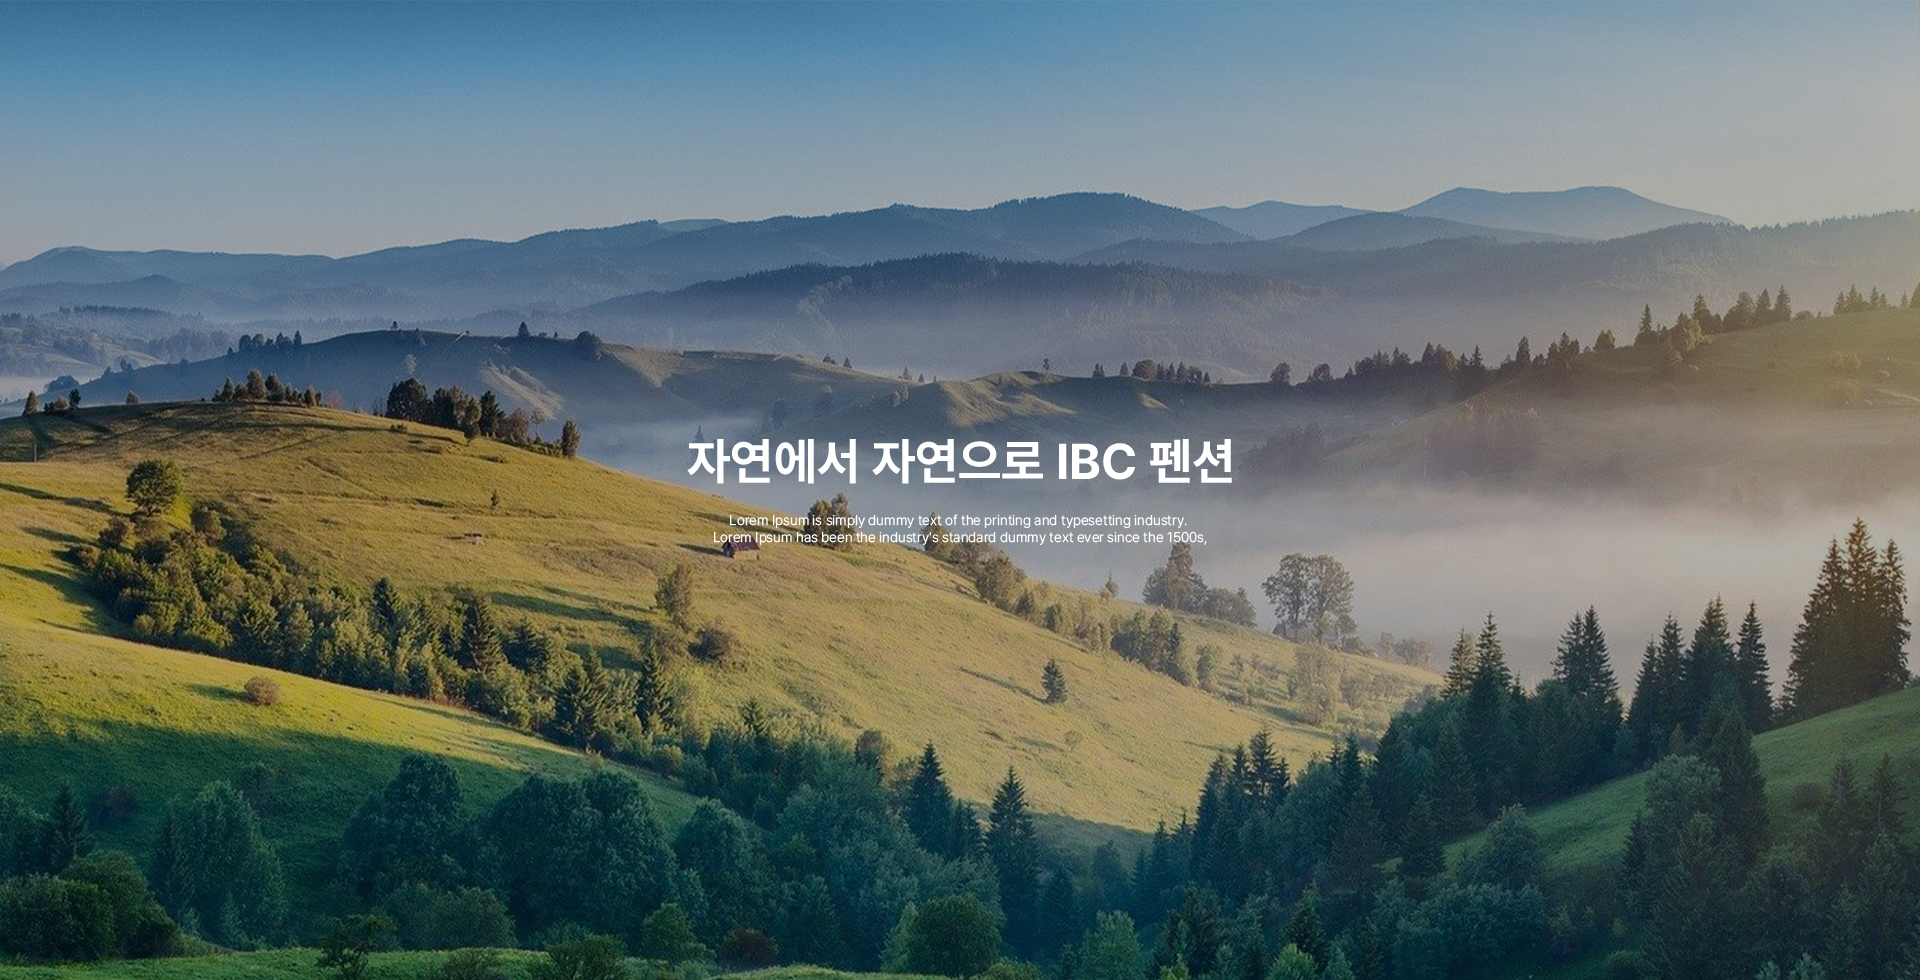 자연에서 자연으로 IBC 펜션
Lorem Ipsum is simply dummy text of the printing and typesetting industry.
Lorem Ipsum has been the industry's standard dummy text ever since the 1500s,